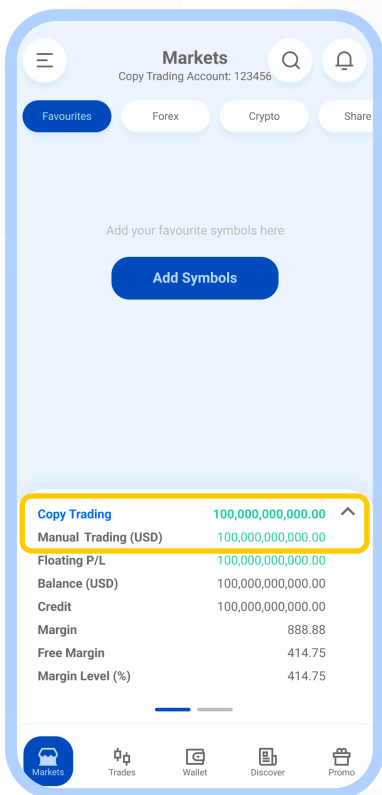 Markets
Copy Trading Account: 123456
Favourites Forex Crypto Share
Add your favourite symbols here
Add Symbols
Copy Trading 100,000,000,000.00
Manual Trading (USD) 100,000,000,000.00
Floating P/L 100,000,000,000.00
Balance (USD) 100,000,000,000.00
Credit 100,000,000,000.00
Margin 888.88
Free Margin 414.75
Margin Level (%) 414.75
Markets Trades Wallet Discover Promo